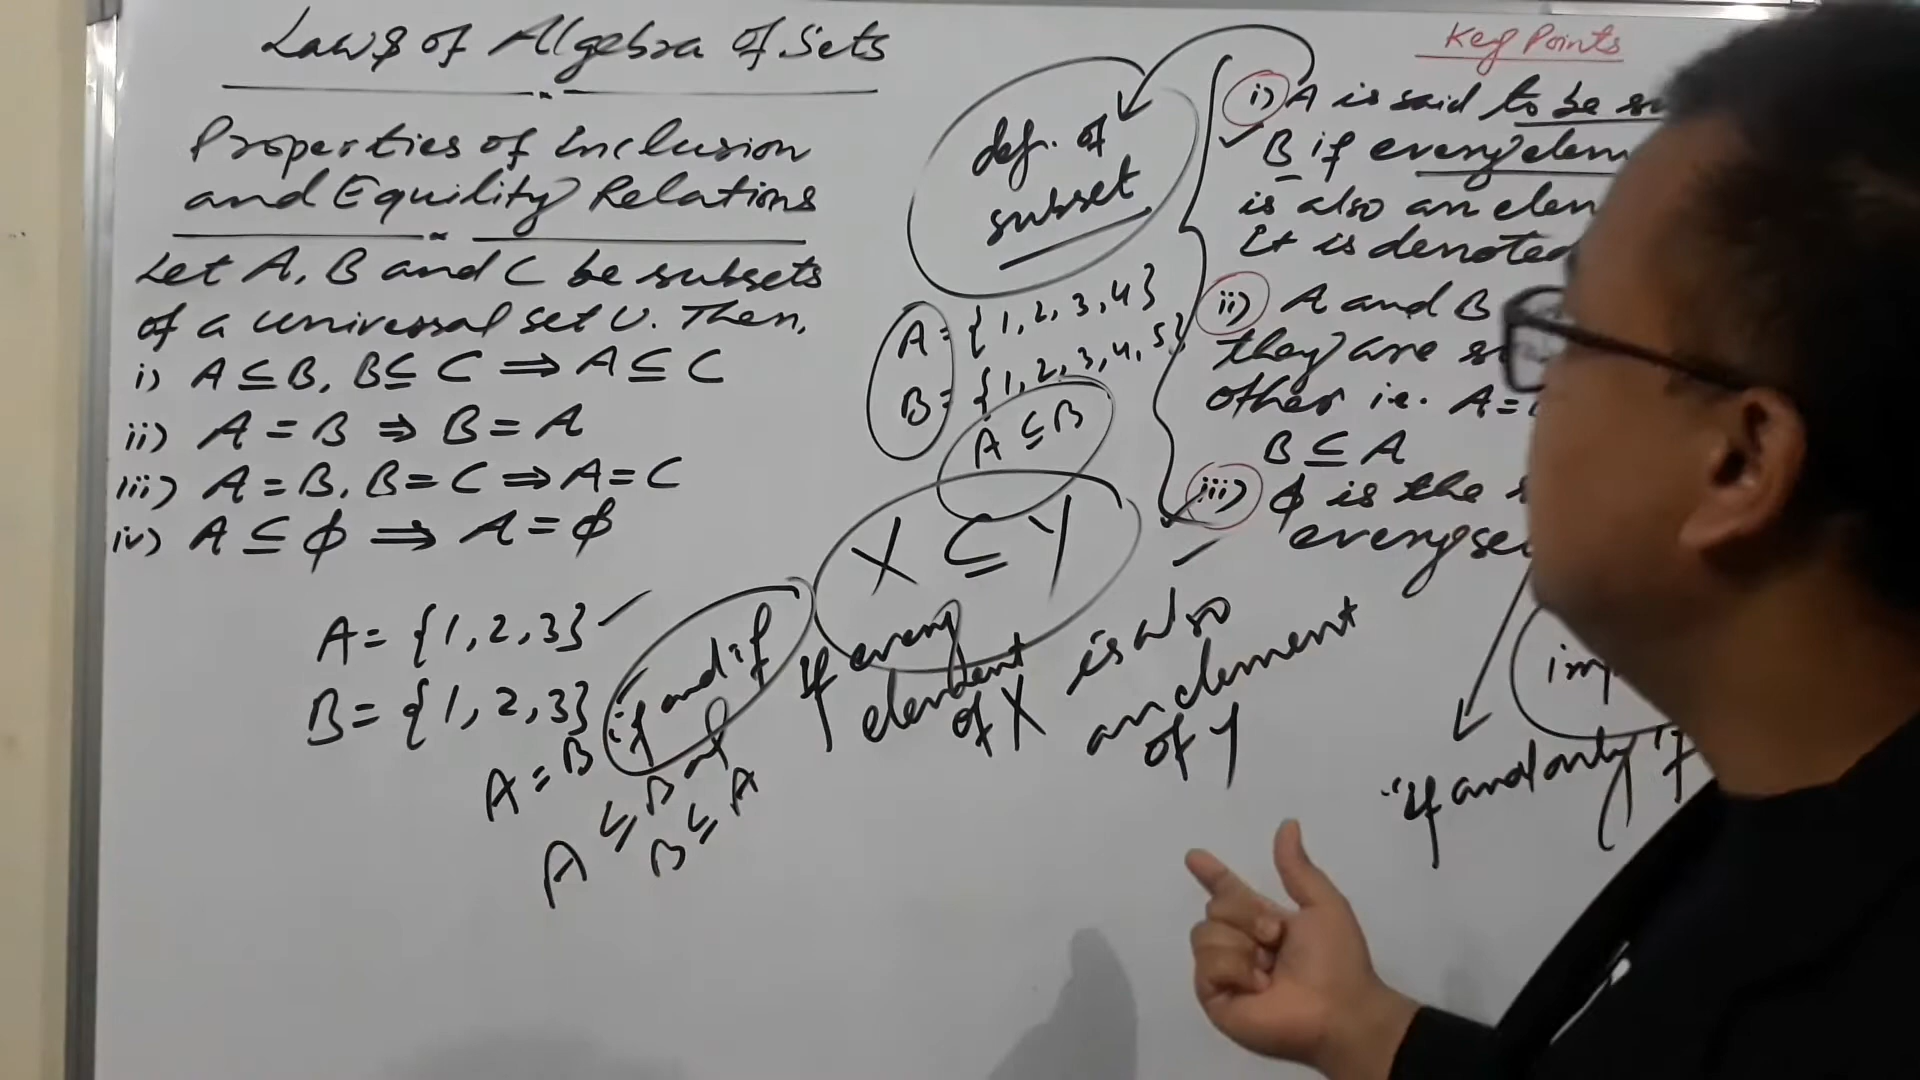 Laws of Algebra of Sets
Properties of Inclusion
and Equility Relations
Let A, B and C be subsets
of a universal set U. Then,
i) A ⊆ B, B ⊆ C ⇒ A ⊆ C
ii) A = B ⇒ B = A
iii) A = B, B = C ⇒ A = C
iv) A ⊆ ϕ ⇒ A = ϕ
A = {1, 2, 3}
B = {1, 2, 3}
A = B if and if
A ⊆ B
B ⊆ A
defn. of
subset
A = {1, 2, 3, 4}
B = {1, 2, 3, 4, 5}
A ⊆ B
X ⊆ Y
If every
element
of X
is also
an element
of Y
Key Points
i) A is said to be
B if every
is also an
It is denoted
ii) A and B
they are
other i.e. A =
B ⊆ A
iii) ϕ is the
every
"If and only if